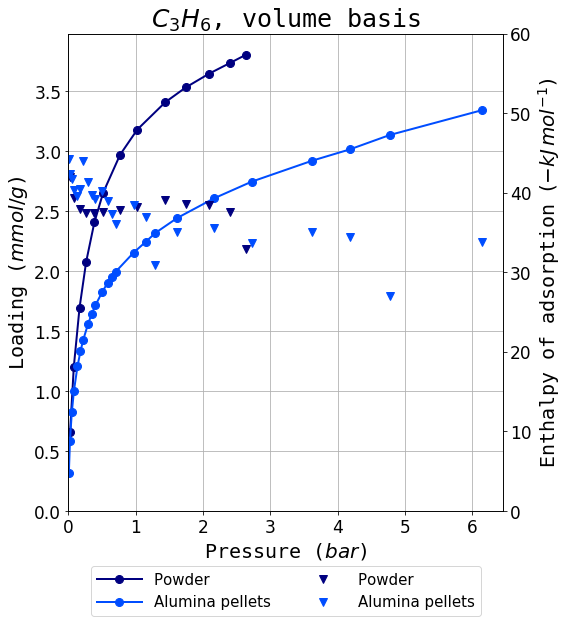 C₃H₆, volume basis
60
50
40
30
20
10
0
Enthalpy of adsorption (−kJmol⁻¹)
3.5
3.0
2.5
2.0
1.5
1.0
0.5
0.0
Loading (mmol/g)
0 1 2 3 4 5 6
Pressure (bar)
Powder Powder
Alumina pellets Alumina pellets